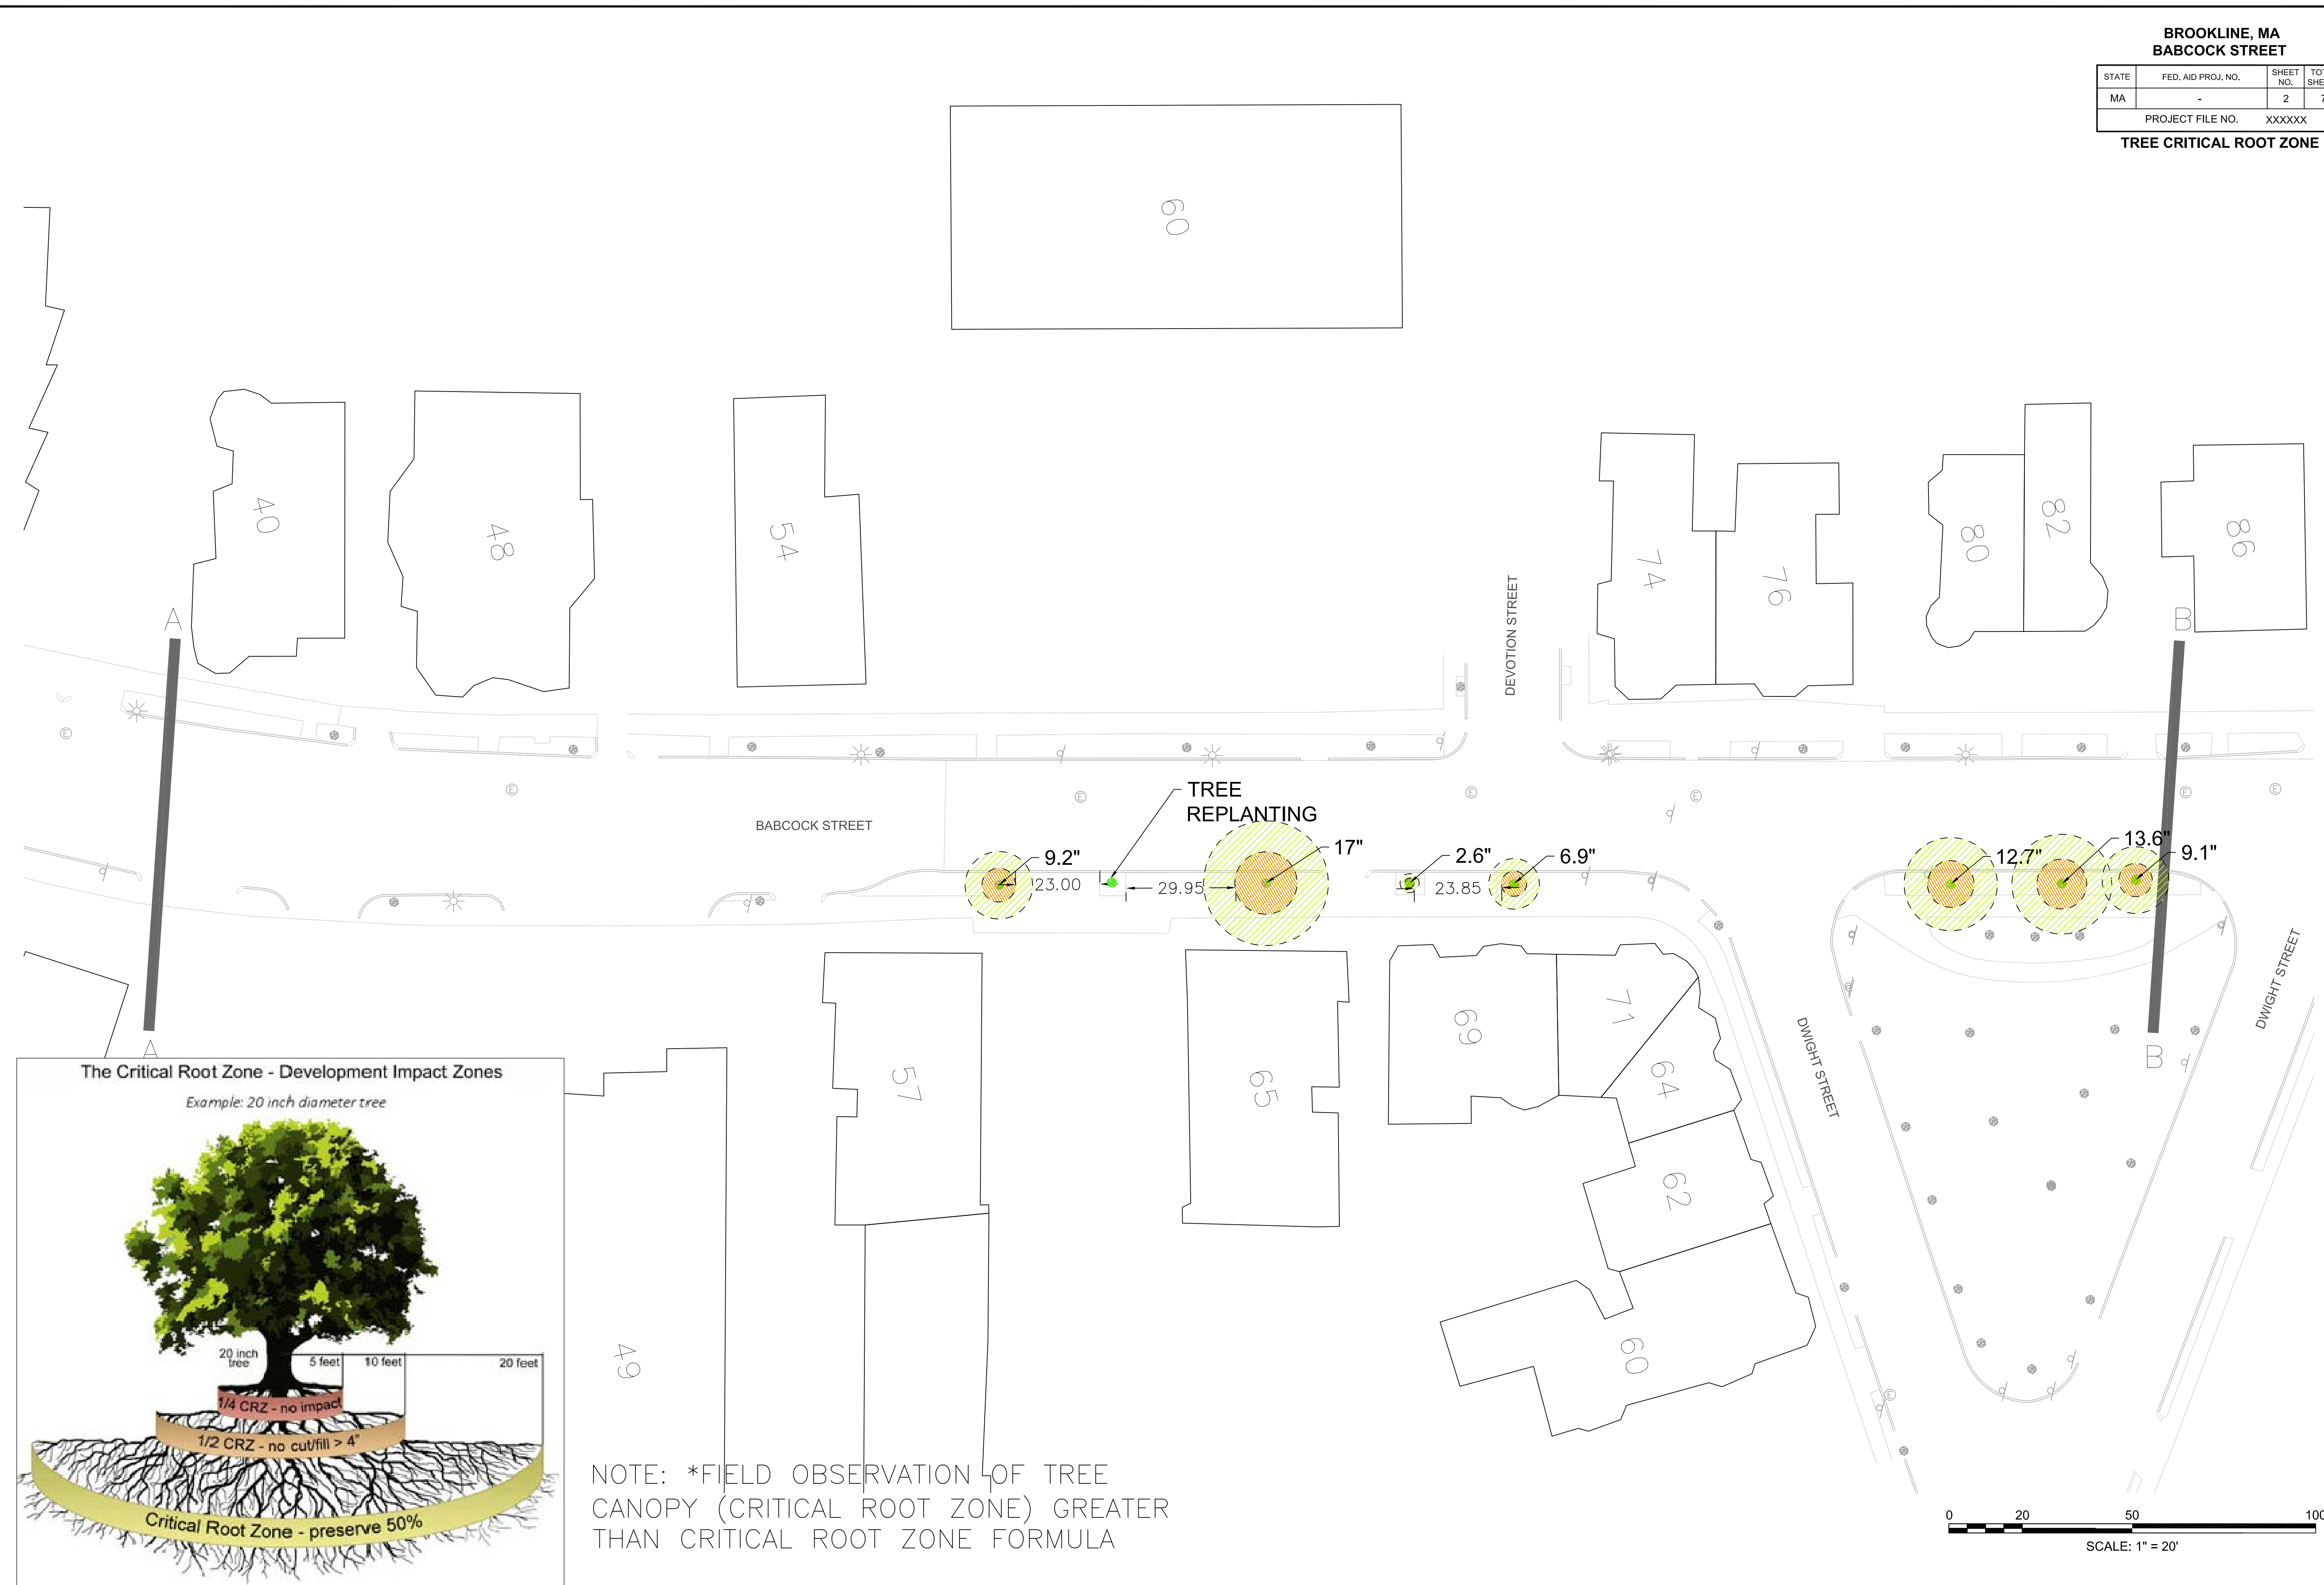 BROOKLINE, MA
BABCOCK STREET
STATE FED. AID PROJ. NO. SHEET NO.
MA - 2 7
PROJECT FILE NO. XXXXXX
TREE CRITICAL ROOT ZONE
60
40
48
54
74
76
80
82
86
A
B
DEVOTION STREET
E
E
E
E
E
E
E
TREE
REPLANTING
BABCOCK STREET
9.2"
23.00
29.95
17"
2.6"
23.85
6.9"
12.7"
13.6"
9.1"
DWIGHT STREET
DWIGHT STREET
A
B
57
65
69
71
64
62
60
49
E
The Critical Root Zone - Development Impact Zones
Example: 20 inch diameter tree
20 inch
tree
5 feet
10 feet
20 feet
1/4 CRZ - no impact
1/2 CRZ - no cut/fill > 4"
Critical Root Zone - preserve 50%
NOTE: *FIELD OBSERVATION OF TREE
CANOPY (CRITICAL ROOT ZONE) GREATER
THAN CRITICAL ROOT ZONE FORMULA
0 20 50 100
SCALE: 1" = 20'